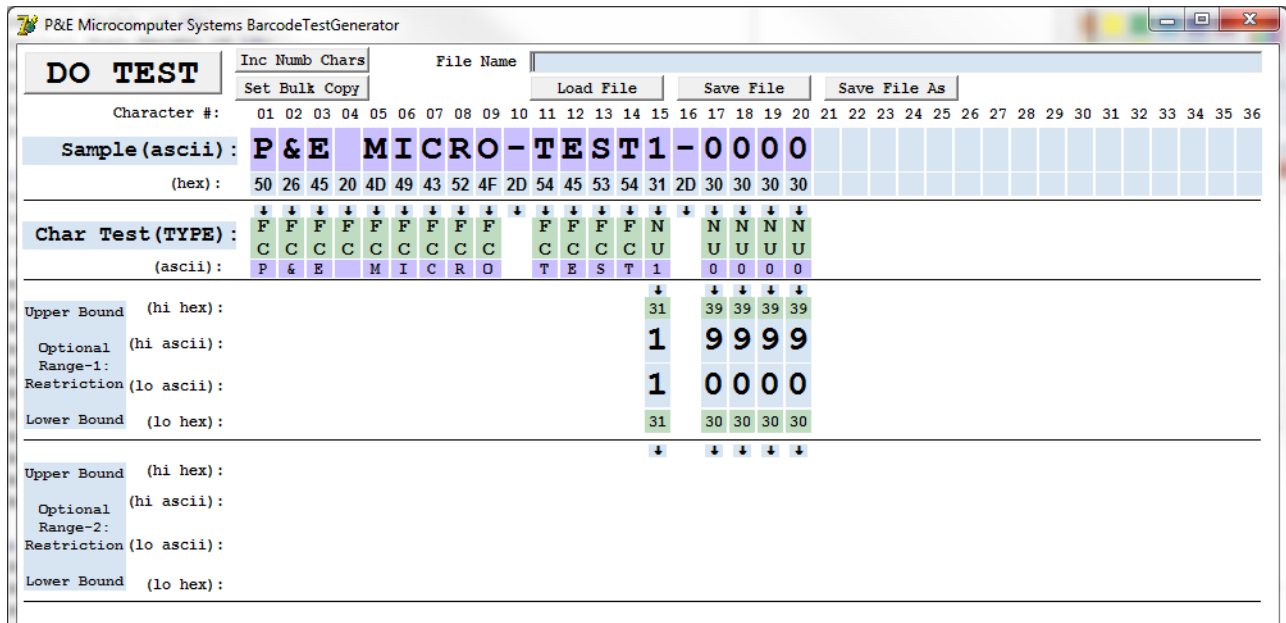 P&E Microcomputer Systems BarcodeTestGenerator
DO TEST Inc Numb Chars File Name
Set Bulk Copy Load File Save File Save File As
Character #: 01 02 03 04 05 06 07 08 09 10 11 12 13 14 15 16 17 18 19 20 21 22 23 24 25 26 27 28 29 30 31 32 33 34 35 36
Sample(ascii): P & E M I C R O - T E S T 1 - 0 0 0 0
(hex): 50 26 45 20 4D 49 43 52 4F 2D 54 45 53 54 31 2D 30 30 30 30
Char Test(TYPE): F F F F F F F F F F F F F N N N N N
C C C C C C C C C C C C C U U U U U
(ascii): P & E M I C R O T E S T 1 0 0 0 0
Upper Bound (hi hex): 31 39 39 39 39
Optional (hi ascii): 1 9 9 9 9
Range-1:
Restriction (lo ascii): 1 0 0 0 0
Lower Bound (lo hex): 31 30 30 30 30
Upper Bound (hi hex):
Optional (hi ascii):
Range-2:
Restriction (lo ascii):
Lower Bound (lo hex):